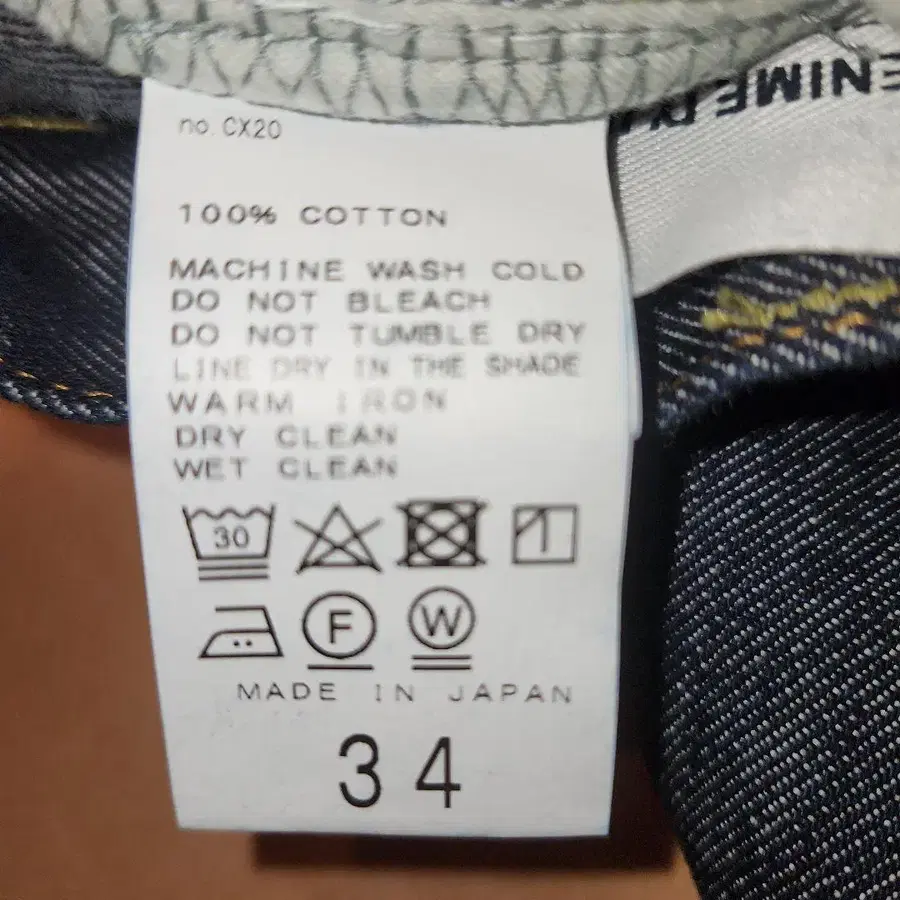 no. CX20
100% COTTON
MACHINE WASH COLD
DO NOT BLEACH
DO NOT TUMBLE DRY
LINE DRY IN THE SHADE
WARM IRON
DRY CLEAN
WET CLEAN
30
F
W
MADE IN JAPAN
34